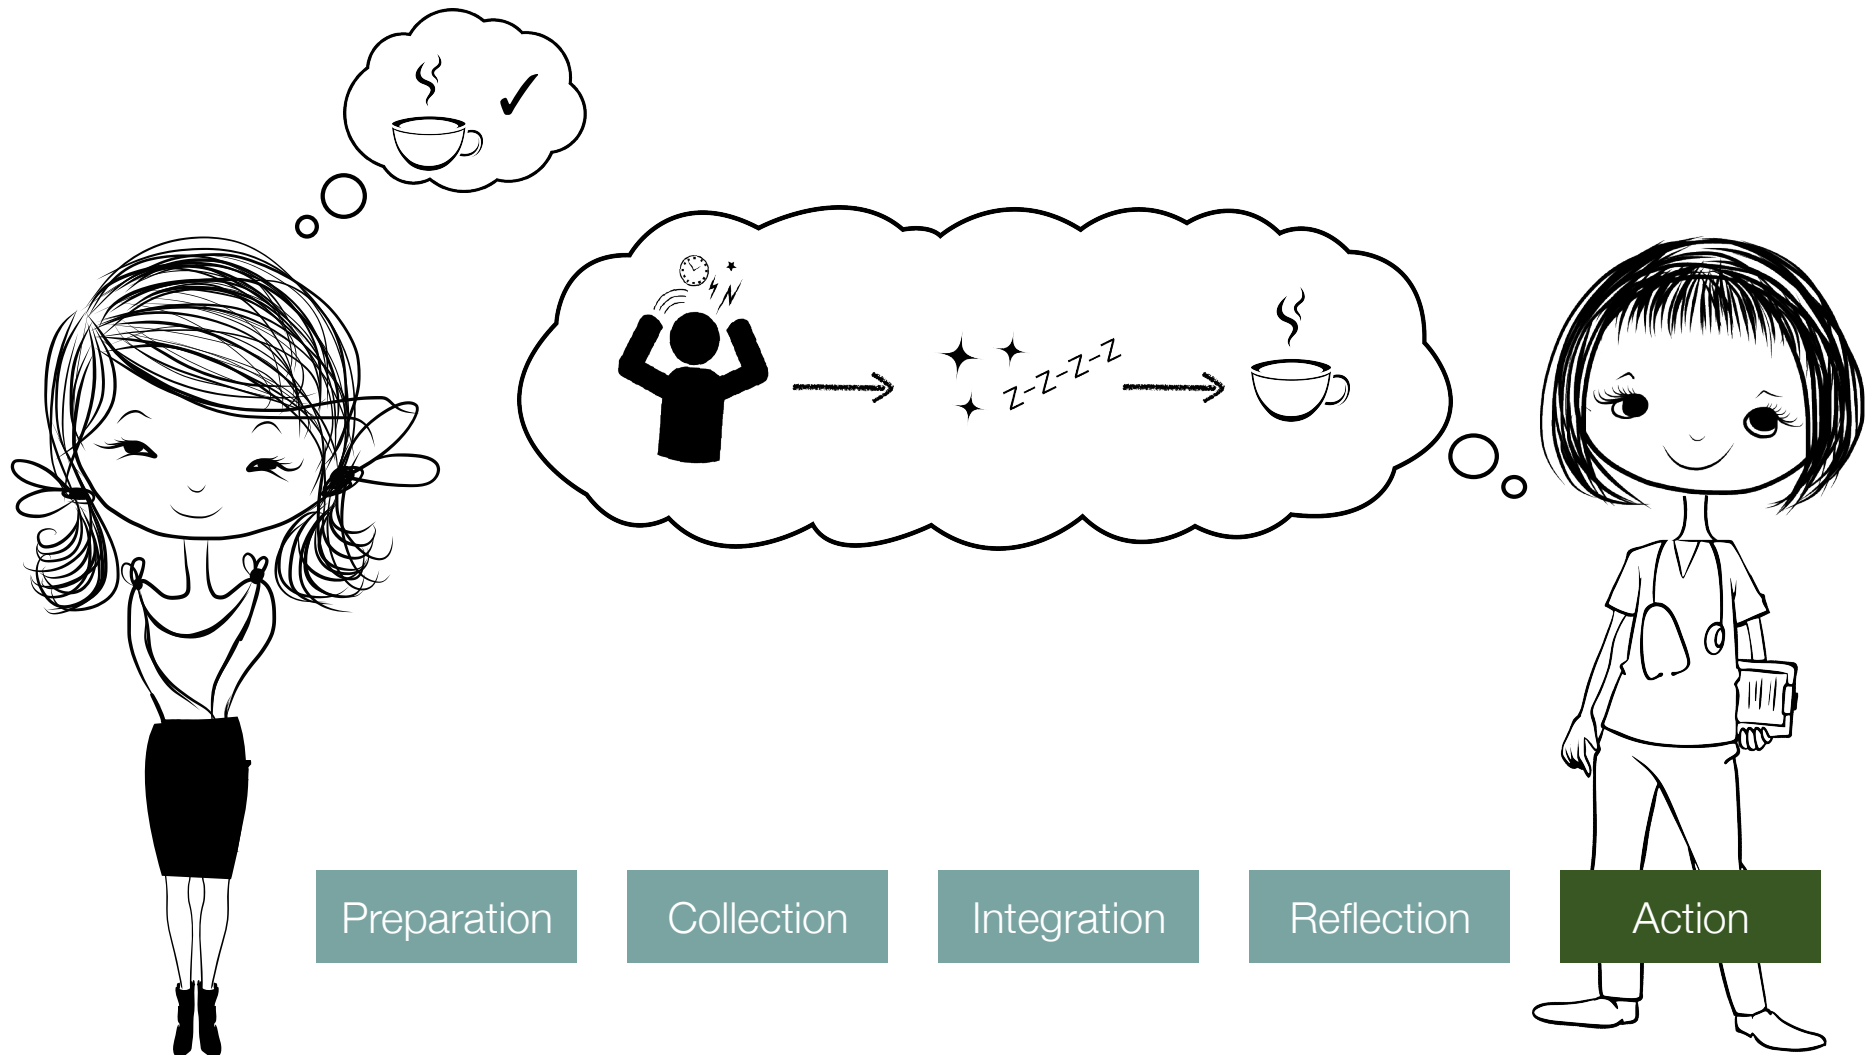 Z-Z-Z-Z-Z
Preparation
Collection
Integration
Reflection
Action